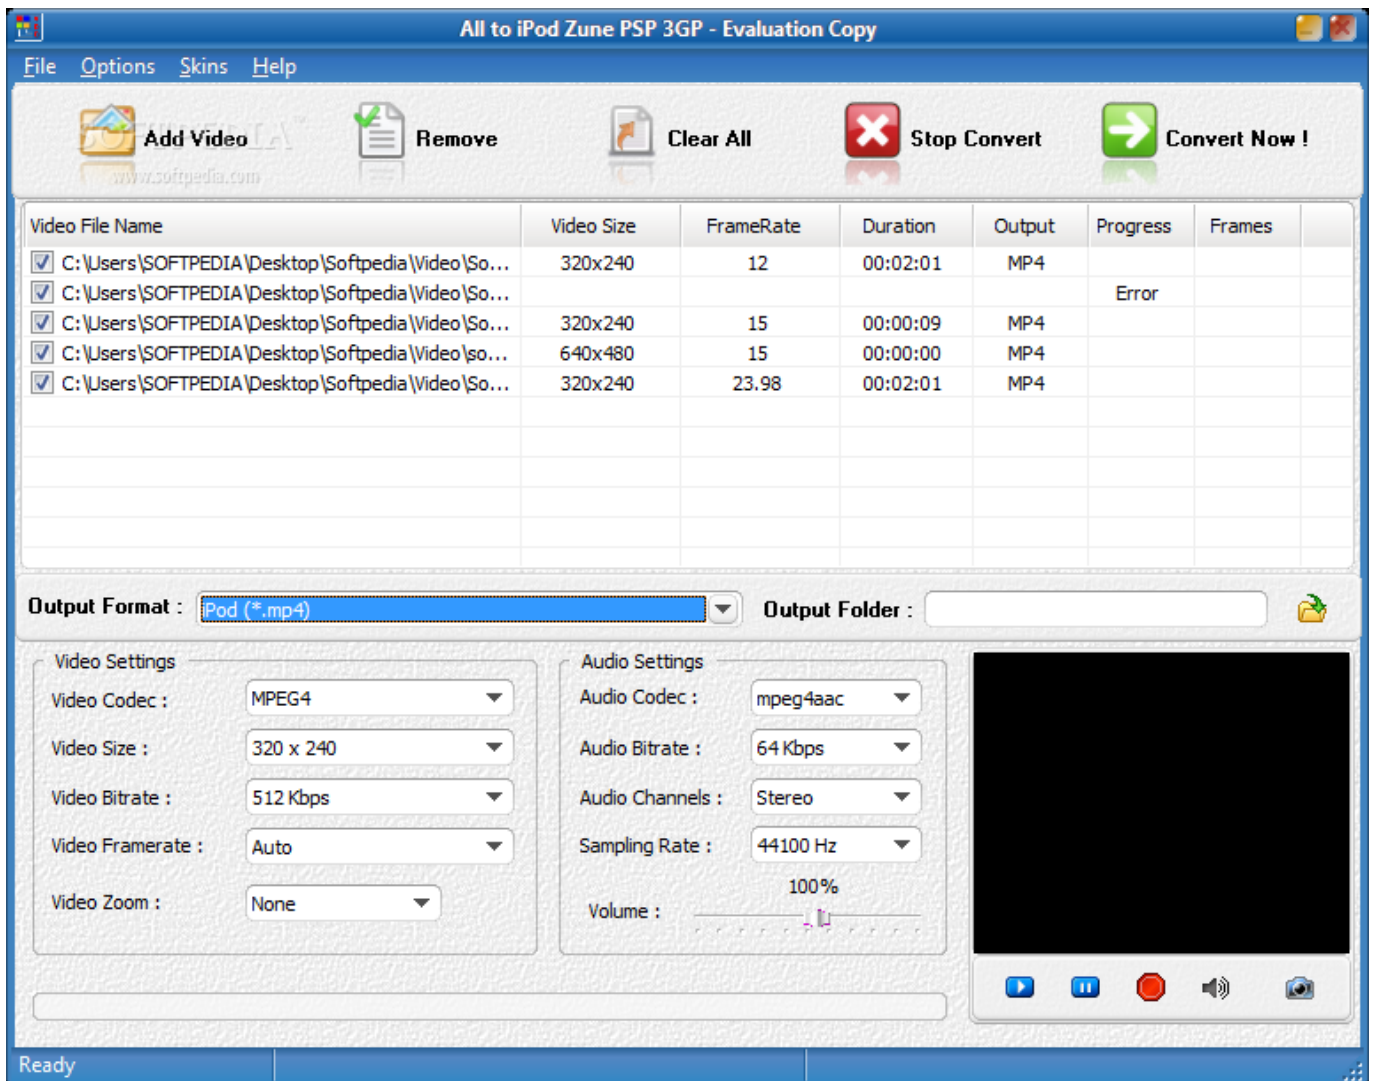 All to iPod Zune PSP 3GP - Evaluation Copy
File Options Skins Help
Add Video Remove Clear All Stop Convert Convert Now !
www.softpedia.com
Video File Name Video Size FrameRate Duration Output Progress Frames
C:\Users\SOFTPEDIA\Desktop\Softpedia\Video\So... 320x240 12 00:02:01 MP4
C:\Users\SOFTPEDIA\Desktop\Softpedia\Video\So... Error
C:\Users\SOFTPEDIA\Desktop\Softpedia\Video\So... 320x240 15 00:00:09 MP4
C:\Users\SOFTPEDIA\Desktop\Softpedia\Video\so... 640x480 15 00:00:00 MP4
C:\Users\SOFTPEDIA\Desktop\Softpedia\Video\So... 320x240 23.98 00:02:01 MP4
Output Format : iPod (*.mp4) Output Folder :
Video Settings
Video Codec : MPEG4
Video Size : 320 x 240
Video Bitrate : 512 Kbps
Video Framerate : Auto
Video Zoom : None
Audio Settings
Audio Codec : mpeg4aac
Audio Bitrate : 64 Kbps
Audio Channels : Stereo
Sampling Rate : 44100 Hz
100%
Volume :
Ready